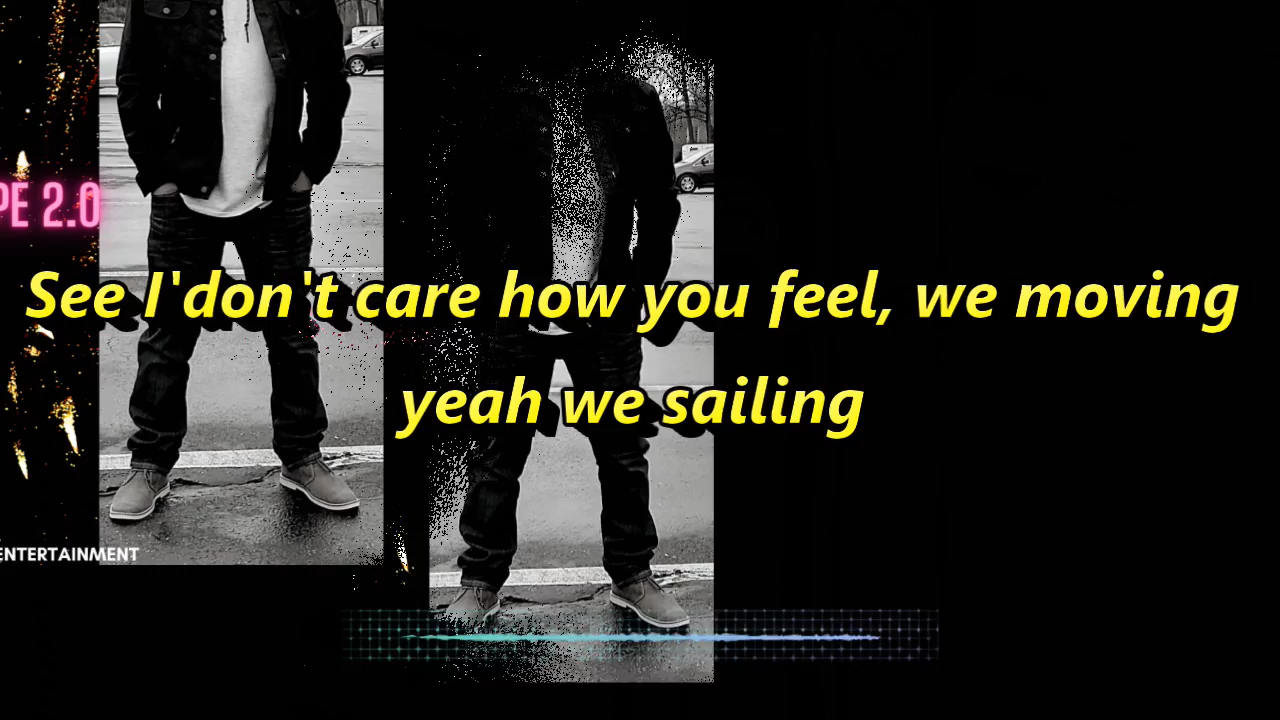 PE 2.0
See I'don't care how you feel, we moving
yeah we sailing
ENTERTAINMENT